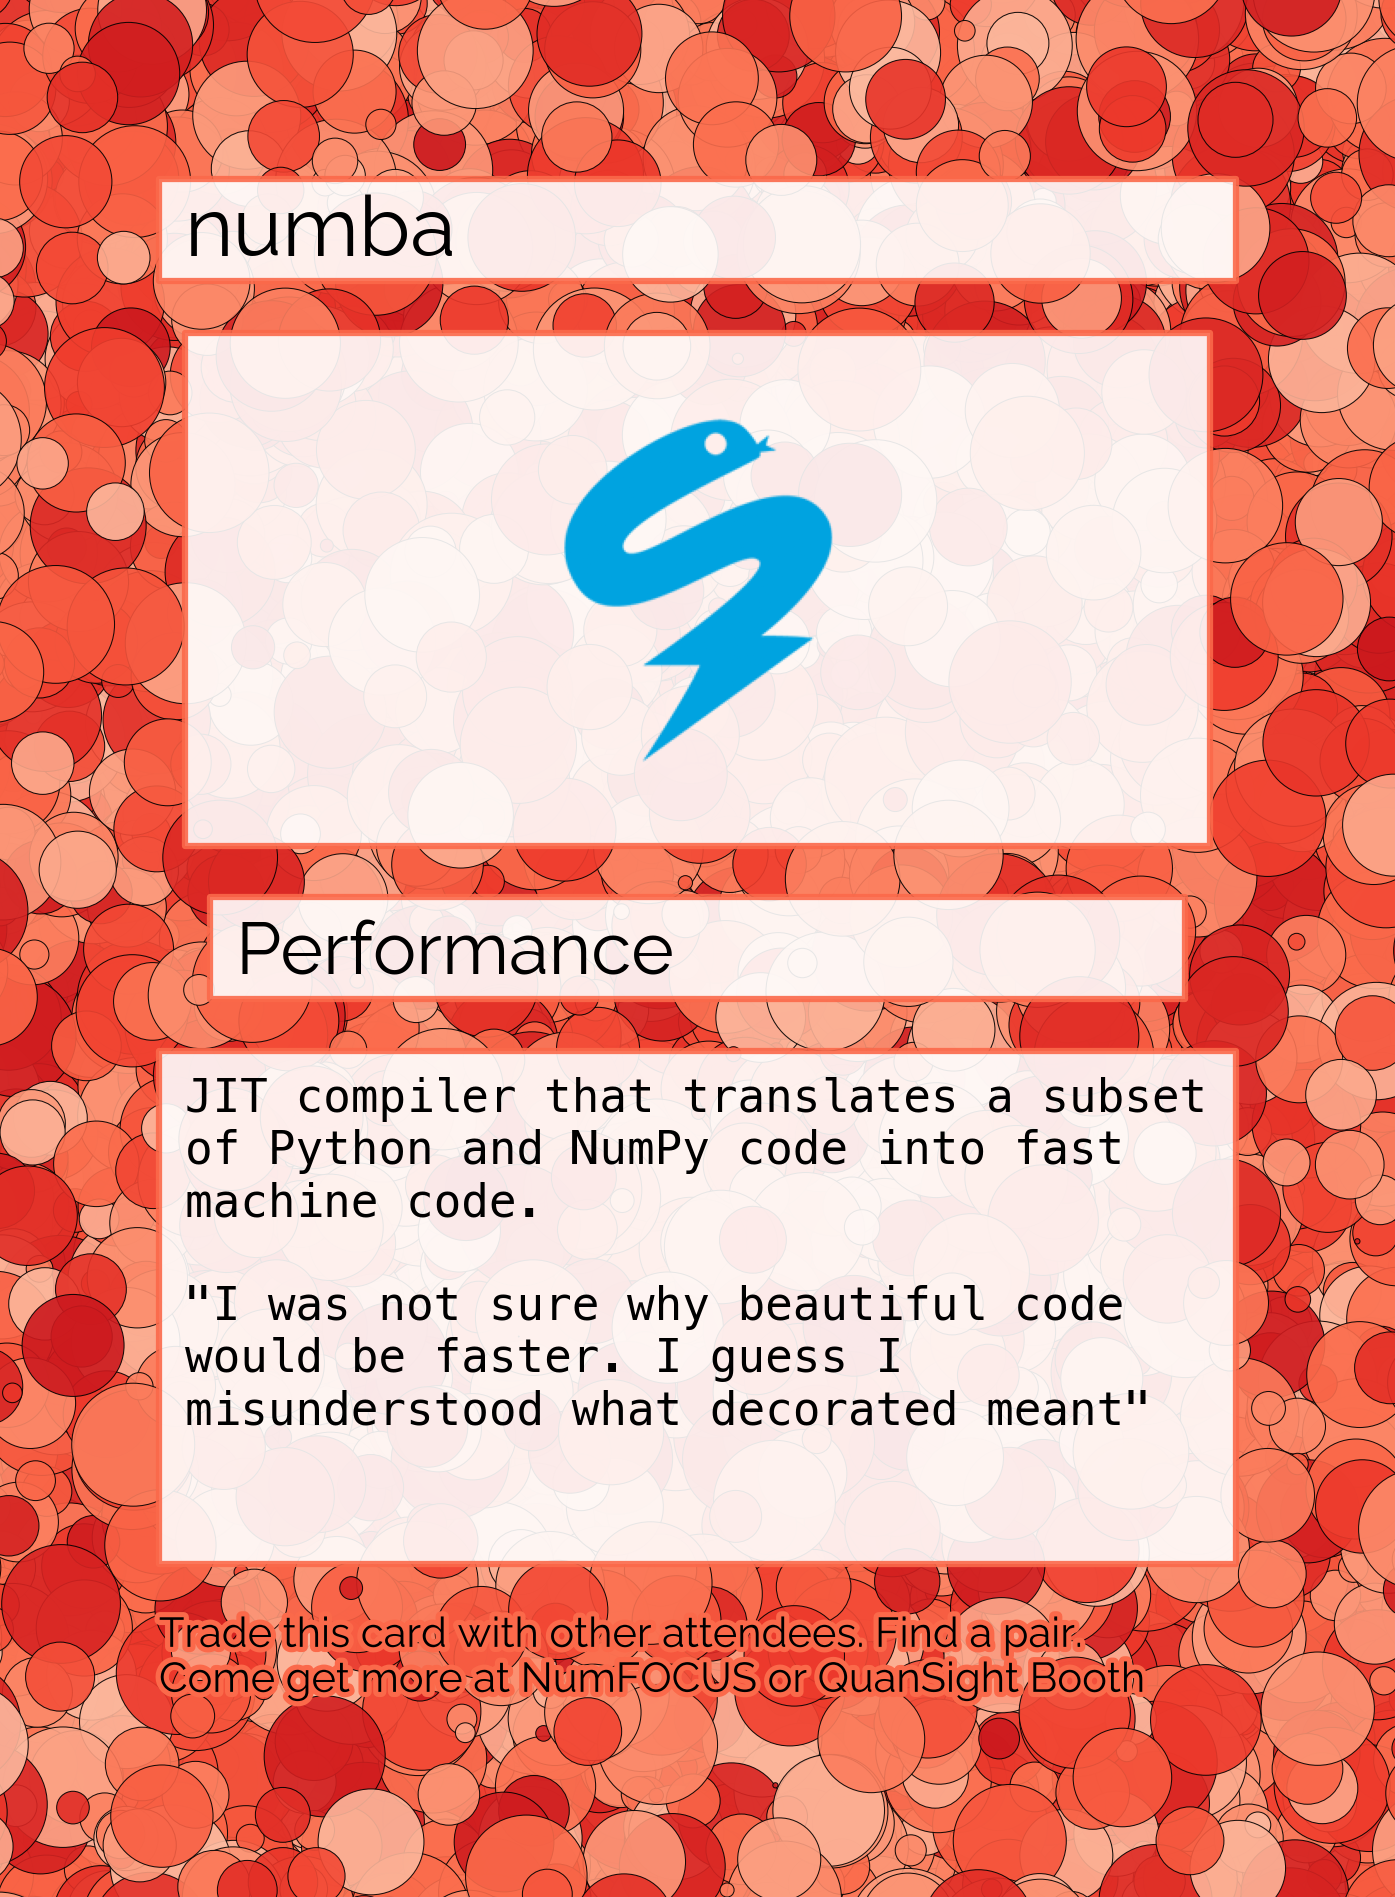 numba
Performance
JIT compiler that translates a subset
of Python and NumPy code into fast
machine code.
"I was not sure why beautiful code
would be faster. I guess I
misunderstood what decorated meant"
Trade this card with other attendees. Find a pair.
Come get more at NumFOCUS or QuanSight Booth